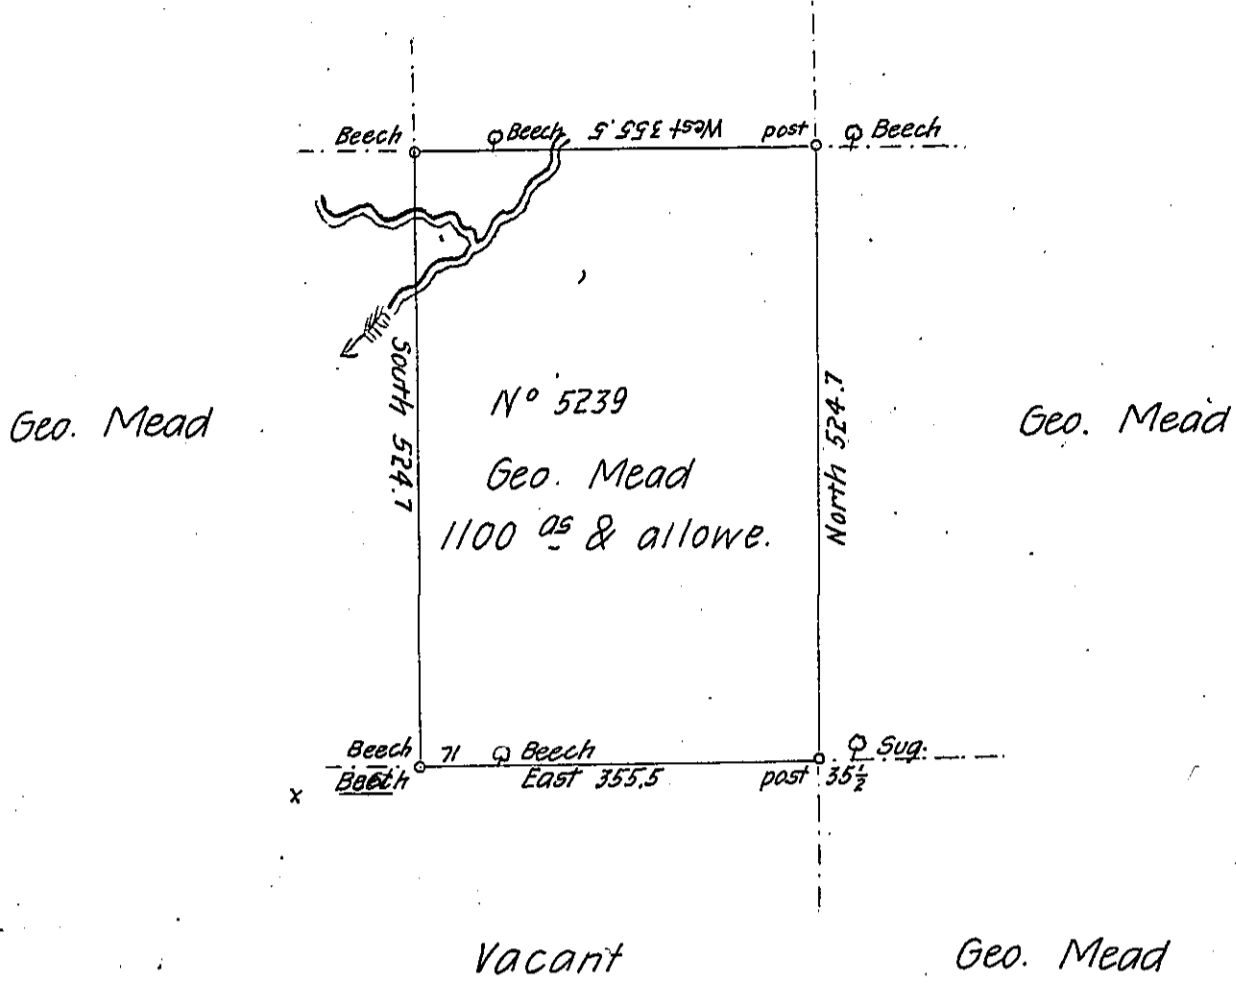 Beech
Beech
West 355.5
post
Beech
South 524.7
North 524.7
Geo. Mead
Nº 5239
Geo. Mead
1100 as & allowe.
Geo. Mead
Beech
71
Beech
Sug.
East 355.5
post
35½
x
Vacant
Geo. Mead